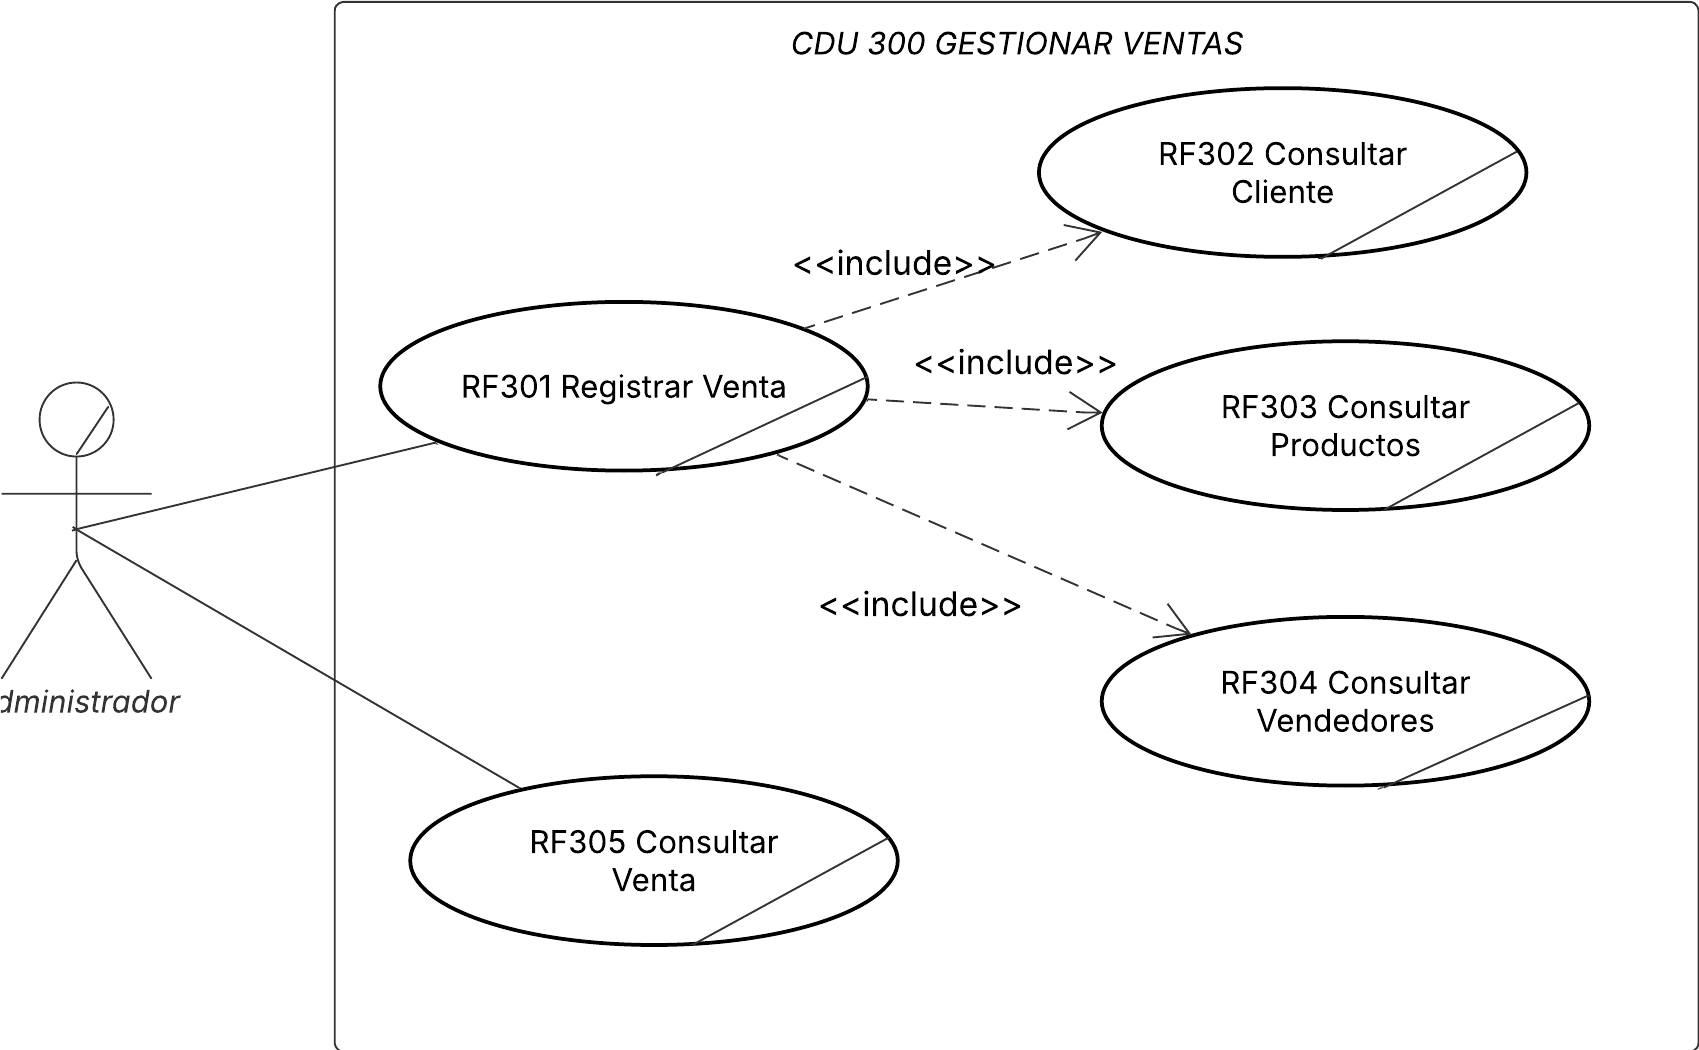 CDU 300 GESTIONAR VENTAS
RF302 Consultar
Cliente
<<include>>
RF301 Registrar Venta
<<include>>
RF303 Consultar
Productos
<<include>>
RF304 Consultar
Vendedores
dministrador
RF305 Consultar
Venta